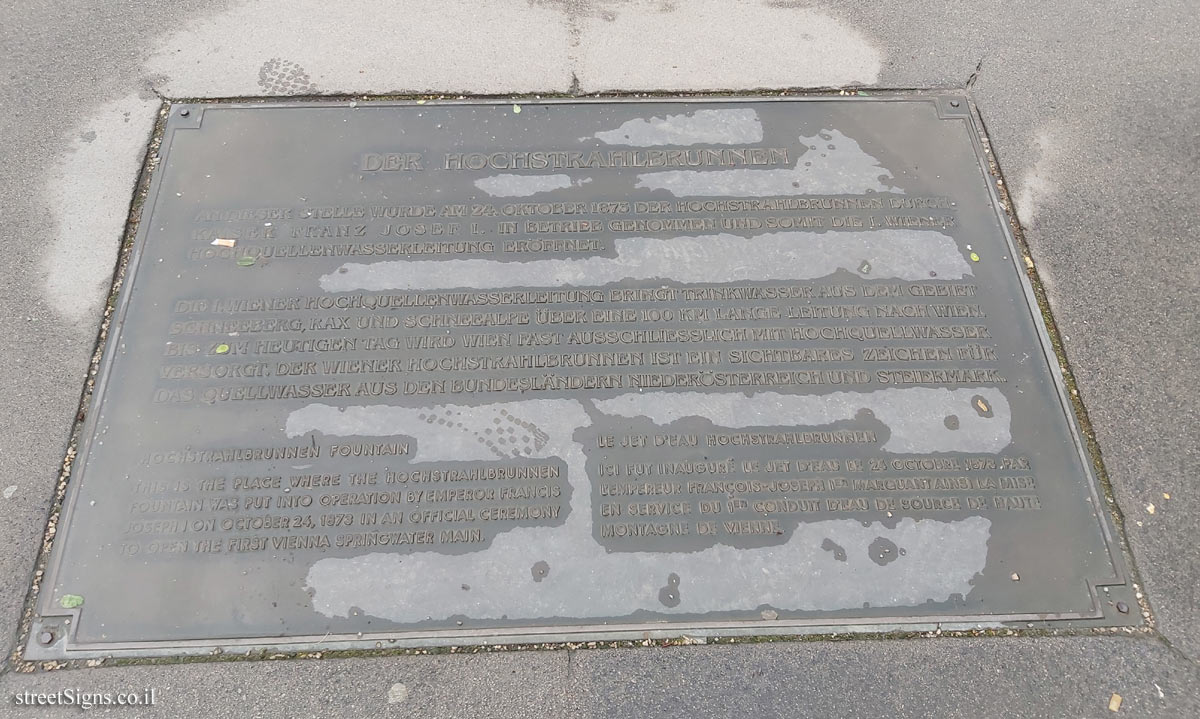 DER HOCHSTRAHLBRUNNEN
AN DIESER STELLE WURDE AM 24. OKTOBER 1873 DER HOCHSTRAHLBRUNNEN DURCH
KAISER FRANZ JOSEF I. IN BETRIEB GENOMMEN UND SOMIT DIE I. WIENER
HOCHQUELLENWASSERLEITUNG ERÖFFNET.
DIE I. WIENER HOCHQUELLENWASSERLEITUNG BRINGT TRINKWASSER AUS DEM GEBIET
SCHNEEBERG, RAX UND SCHNEEALPE ÜBER EINE 100 KM LANGE LEITUNG NACH WIEN.
BIS ZUM HEUTIGEN TAG WIRD WIEN FAST AUSSCHLIESSLICH MIT HOCHQUELLWASSER
VERSORGT. DER WIENER HOCHSTRAHLBRUNNEN IST EIN SICHTBARES ZEICHEN FÜR
DAS QUELLWASSER AUS DEN BUNDESLÄNDERN NIEDERÖSTERREICH UND STEIERMARK.
HOCHSTRAHLBRUNNEN FOUNTAIN
THIS IS THE PLACE WHERE THE HOCHSTRAHLBRUNNEN
FOUNTAIN WAS PUT INTO OPERATION BY EMPEROR FRANCIS
JOSEPH I ON OCTOBER 24, 1873 IN AN OFFICIAL CEREMONY
TO OPEN THE FIRST VIENNA SPRINGWATER MAIN.
LE JET D'EAU HOCHSTRAHLBRUNNEN
ICI FUT INAUGURÉ LE JET D'EAU LE 24 OCTOBRE 1873 PAR
L'EMPEREUR FRANÇOIS-JOSEPH IER MARQUANT AINSI LA MISE
EN SERVICE DU IER CONDUIT D'EAU DE SOURCE DE HAUTE
MONTAGNE DE VIENNE.
streetSigns.co.il